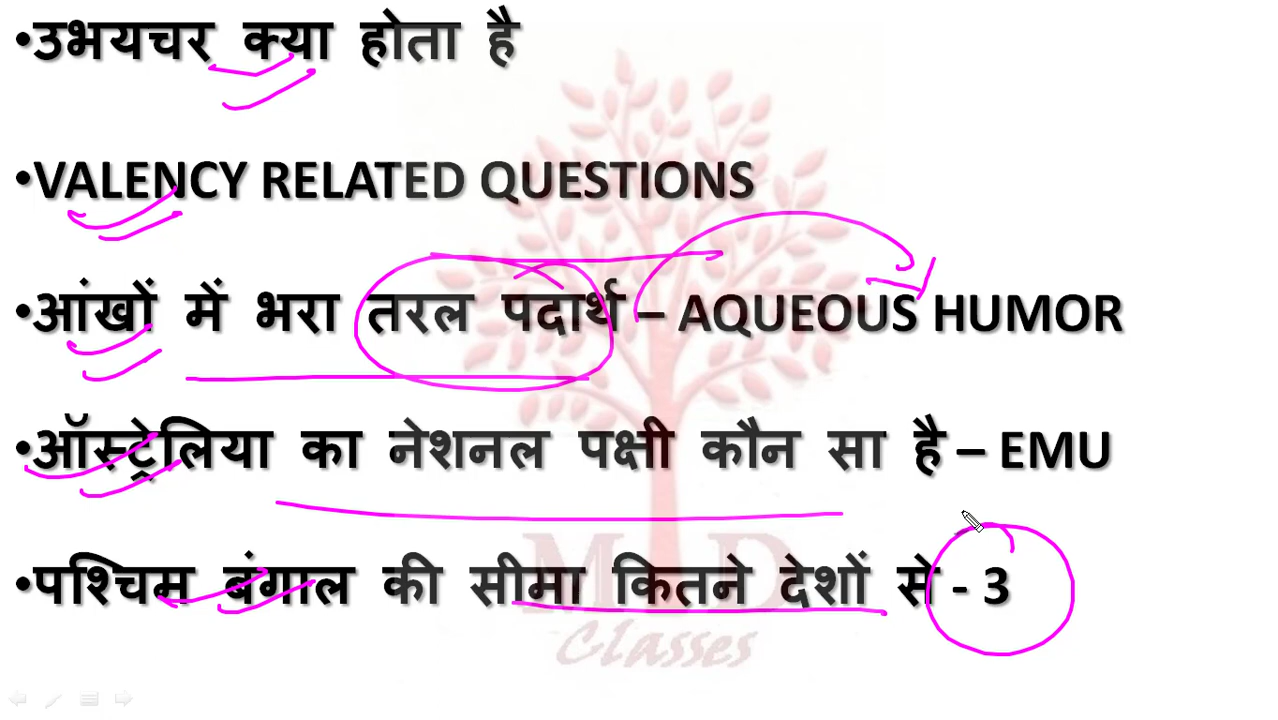 •उभयचर क्या होता है
•VALENCY RELATED QUESTIONS
•आंखों में भरा तरल पदार्थ – AQUEOUS HUMOR
•ऑस्ट्रेलिया का नेशनल पक्षी कौन सा है – EMU
•पश्चिम बंगाल की सीमा कितने देशों से - 3
M D
Classes